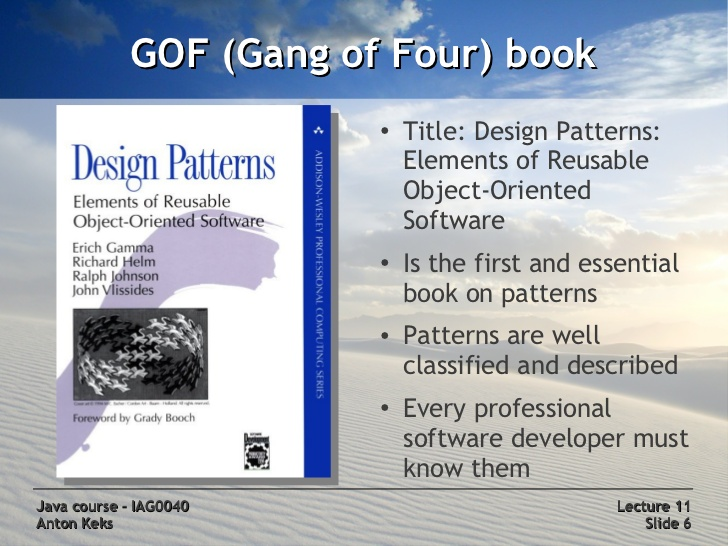 GOF (Gang of Four) book
Design Patterns
Elements of Reusable
Object-Oriented Software
Erich Gamma
Richard Helm
Ralph Johnson
John Vlissides
Foreword by Grady Booch
ADDISON-WESLEY PROFESSIONAL COMPUTING SERIES
• Title: Design Patterns:
Elements of Reusable
Object-Oriented
Software
• Is the first and essential
book on patterns
• Patterns are well
classified and described
• Every professional
software developer must
know them
Java course – IAG0040
Anton Keks
Lecture 11
Slide 6